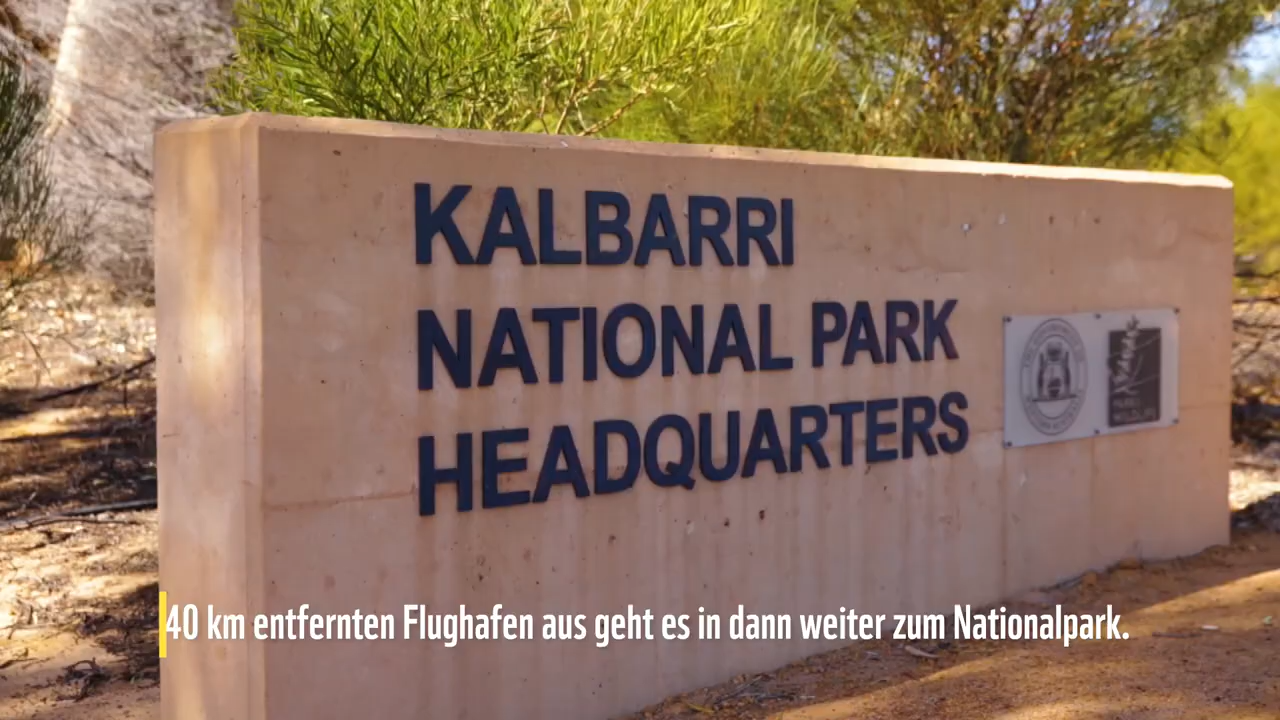 KALBARRI
NATIONAL PARK
HEADQUARTERS
40 km entfernten Flughafen aus geht es in dann weiter zum Nationalpark.